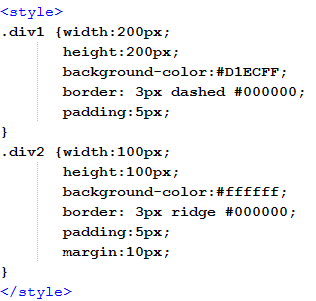 <style>
.div1 {width:200px;
height:200px;
background-color:#D1ECFF;
border: 3px dashed #000000;
padding:5px;
}
.div2 {width:100px;
height:100px;
background-color:#ffffff;
border: 3px ridge #000000;
padding:5px;
margin:10px;
}
</style>